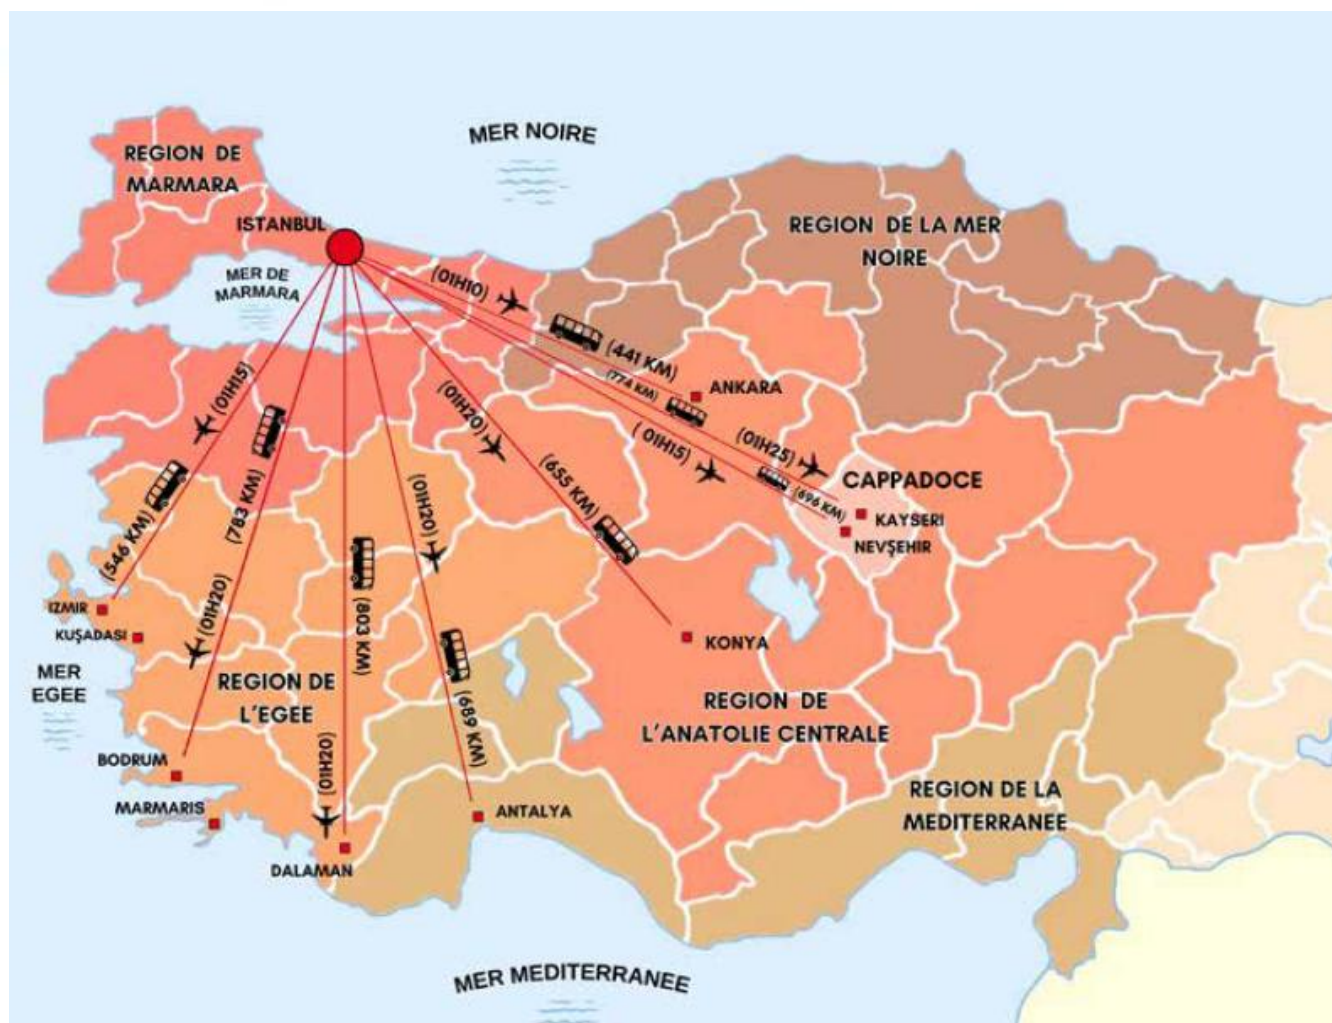 MER NOIRE
REGION DE
MARMARA
ISTANBUL
MER DE
MARMARA
REGION DE LA MER
NOIRE
(01H10)
(441 KM)
ANKARA
(774 KM)
(01H25)
(01H15)
(696 KM)
CAPPADOCE
KAYSERI
NEVŞEHIR
(01H20)
(655 KM)
KONYA
(01H15)
(546 KM)
(783 KM)
(01H20)
(803 KM)
(01H20)
(01H20)
(689 KM)
IZMIR
KUŞADASI
MER
EGEE
REGION DE
L'EGEE
REGION DE
L'ANATOLIE CENTRALE
BODRUM
MARMARIS
DALAMAN
ANTALYA
REGION DE LA
MEDITERRANEE
MER MEDITERRANEE